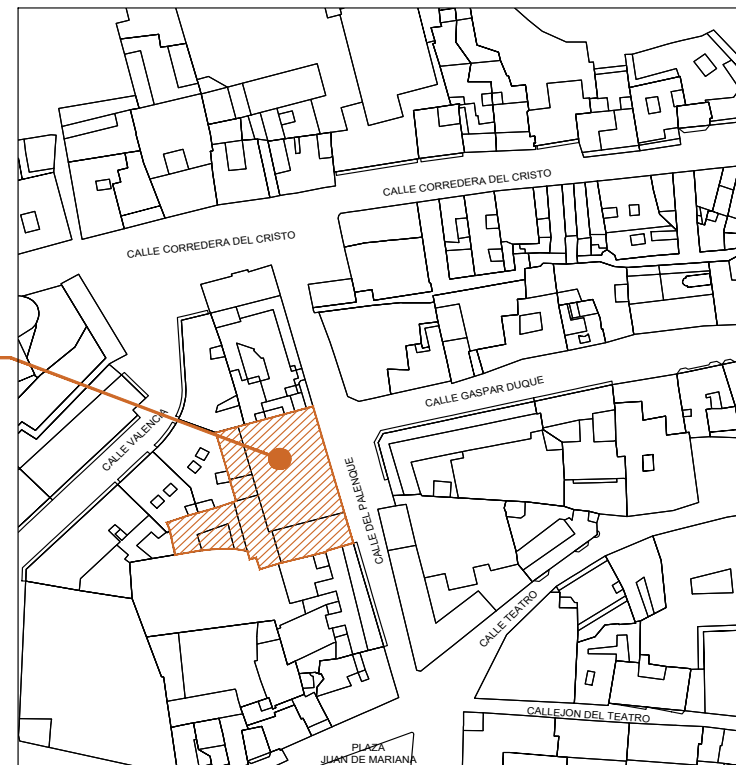 CALLE CORREDERA DEL CRISTO
CALLE CORREDERA DEL CRISTO
CALLE GASPAR DUQUE
CALLE VALENCIA
CALLE DEL PALENQUE
CALLE TEATRO
CALLEJON DEL TEATRO
PLAZA
JUAN DE MARIANA